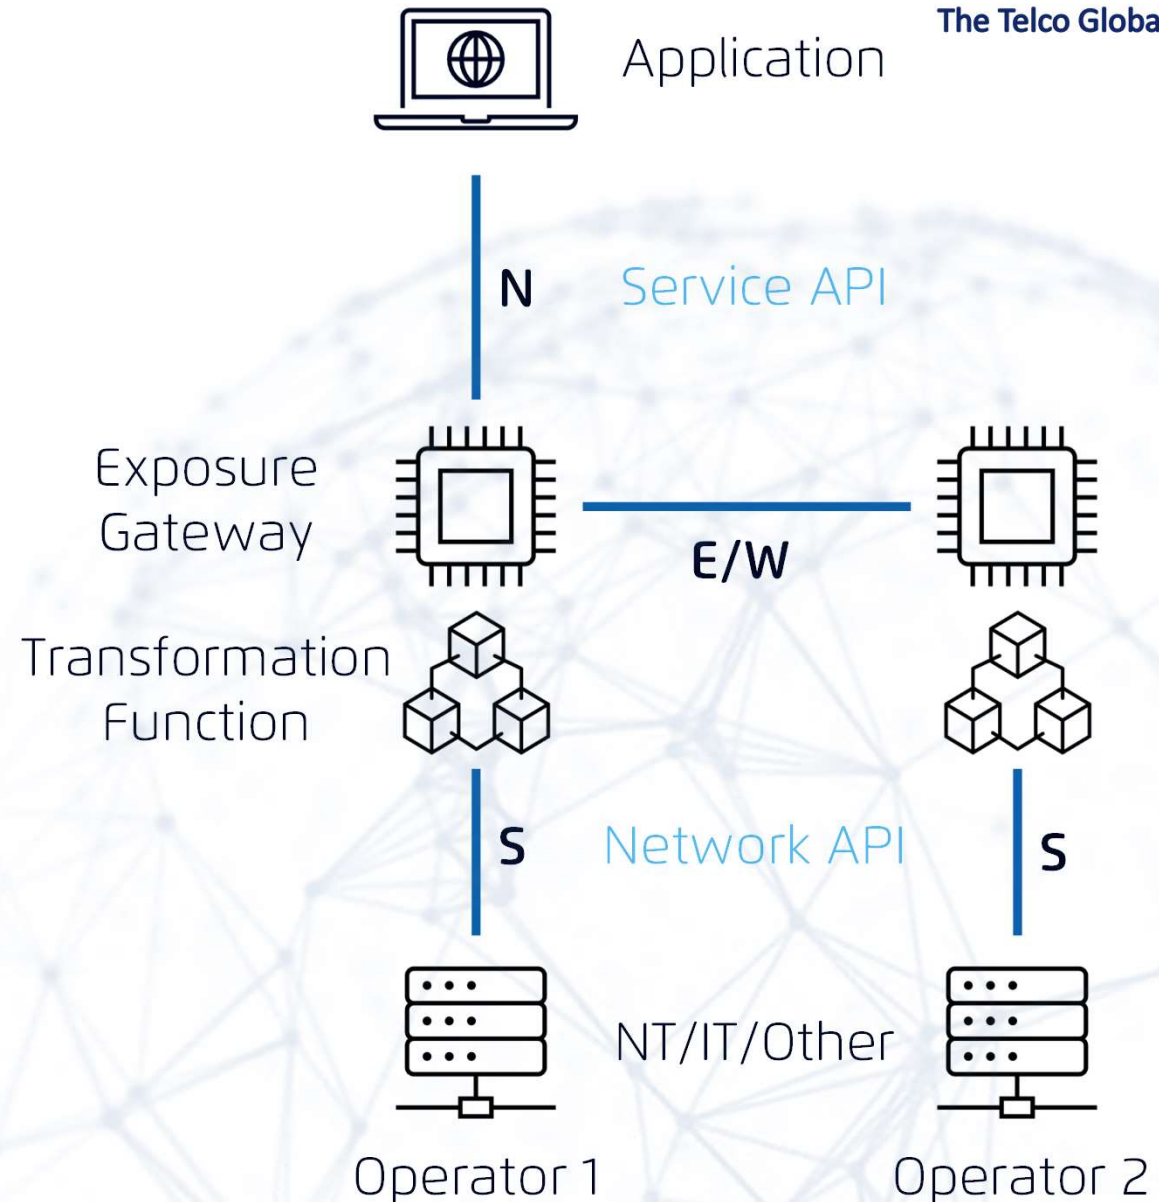 The Telco Globa
Application
N
Service API
Exposure
Gateway
E/W
Transformation
Function
S
Network API
S
NT/IT/Other
Operator 1
Operator 2